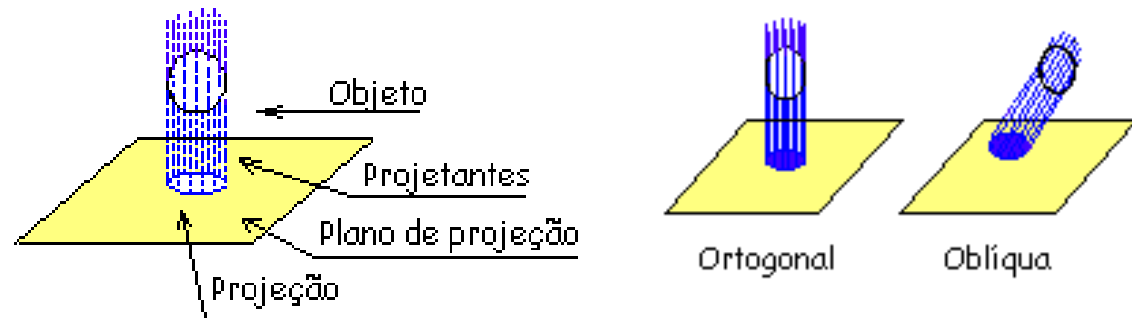 Objeto
Projetantes
Plano de projeção
Projeção
Ortogonal
Oblíqua